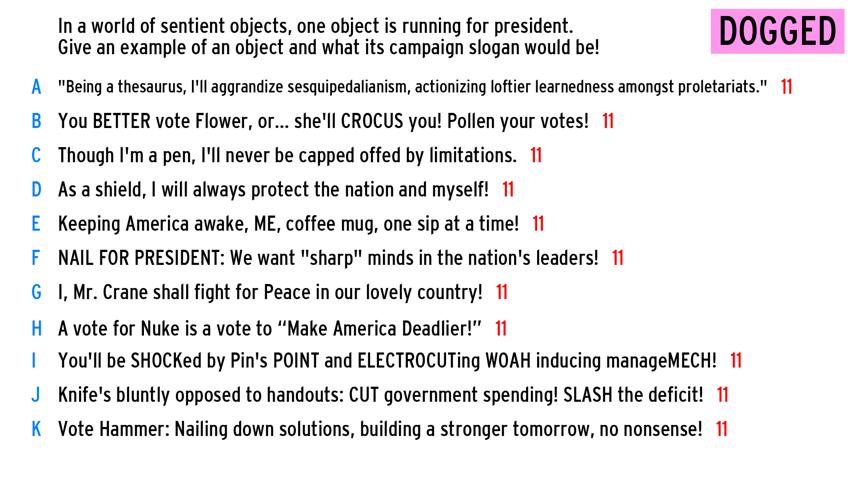 In a world of sentient objects, one object is running for president.
Give an example of an object and what its campaign slogan would be!
DOGGED
A "Being a thesaurus, I'll aggrandize sesquipedalianism, actionizing loftier learnedness amongst proletariats." 11
B You BETTER vote Flower, or... she'll CROCUS you! Pollen your votes! 11
C Though I'm a pen, I'll never be capped offed by limitations. 11
D As a shield, I will always protect the nation and myself! 11
E Keeping America awake, ME, coffee mug, one sip at a time! 11
F NAIL FOR PRESIDENT: We want "sharp" minds in the nation's leaders! 11
G I, Mr. Crane shall fight for Peace in our lovely country! 11
H A vote for Nuke is a vote to “Make America Deadlier!” 11
I You'll be SHOCKed by Pin's POINT and ELECTROCUTing WOAH inducing manageMECH! 11
J Knife's bluntly opposed to handouts: CUT government spending! SLASH the deficit! 11
K Vote Hammer: Nailing down solutions, building a stronger tomorrow, no nonsense! 11